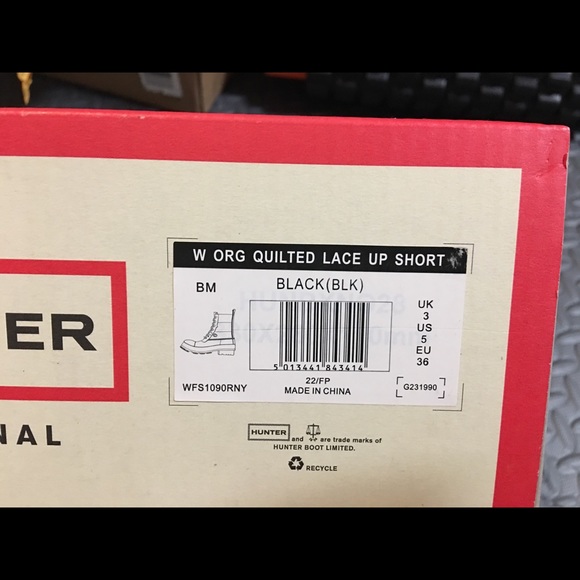 W ORG QUILTED LACE UP SHORT
BM
BLACK(BLK)
UK
3
US
5
EU
36
5 013441 843414
WFS1090RNY
22/FP
MADE IN CHINA
G231990
ER
NAL
HUNTER and are trade marks of
HUNTER BOOT LIMITED.
RECYCLE